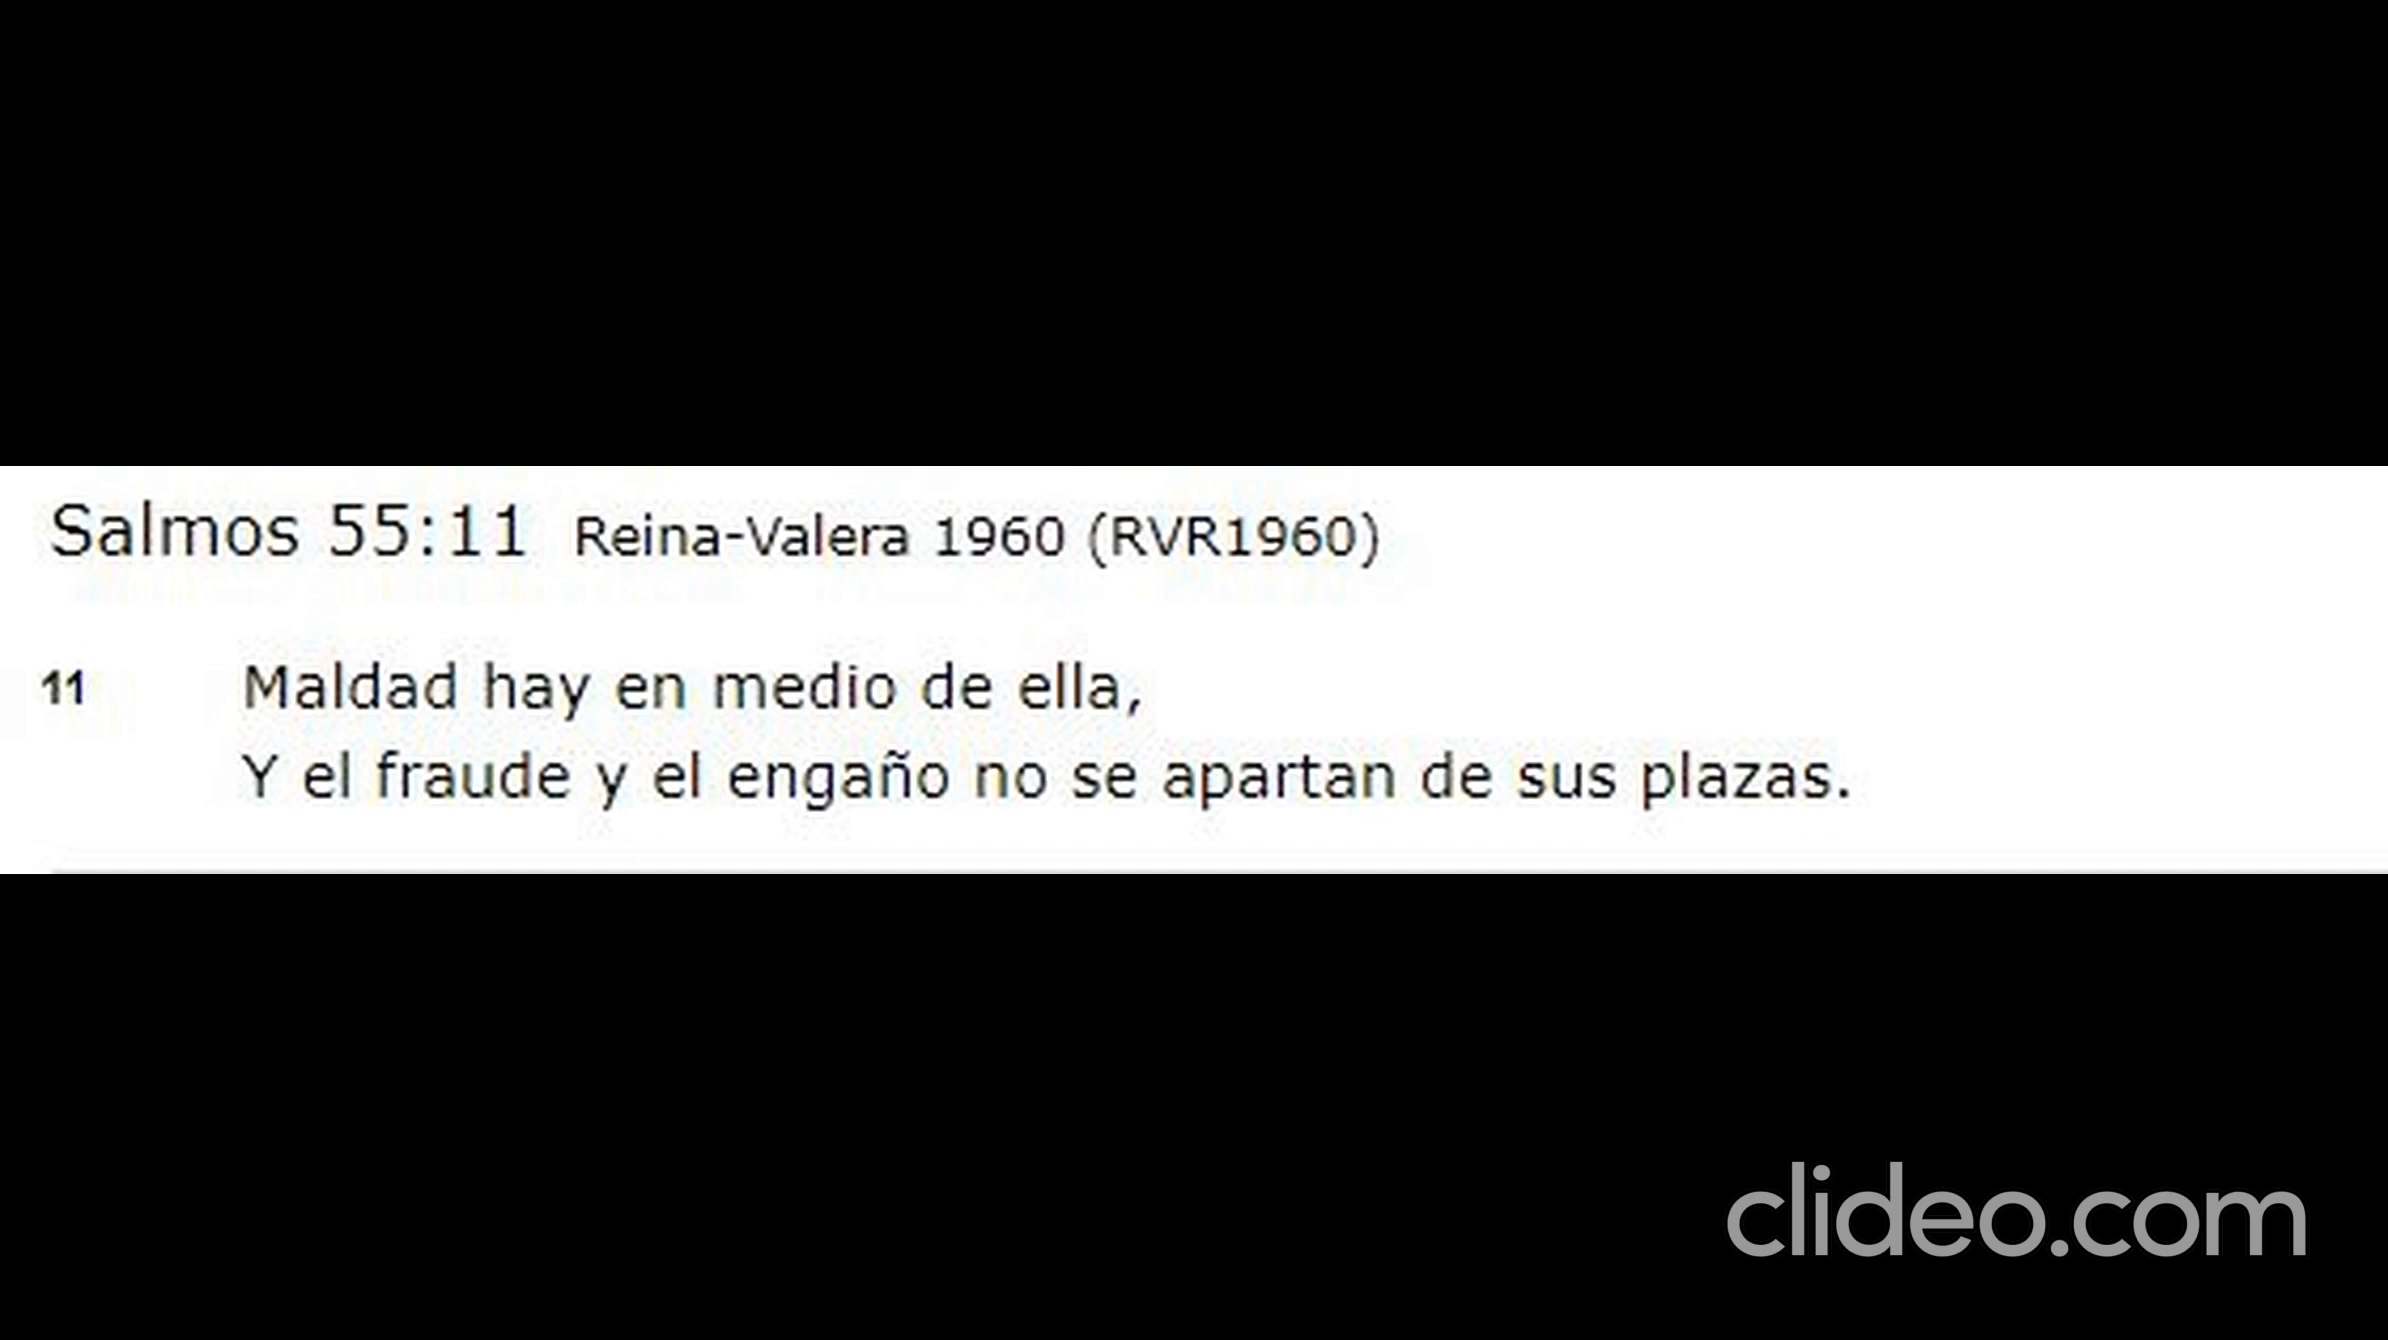 Salmos 55:11 Reina-Valera 1960 (RVR1960)
11 Maldad hay en medio de ella,
Y el fraude y el engaño no se apartan de sus plazas.
clideo.com